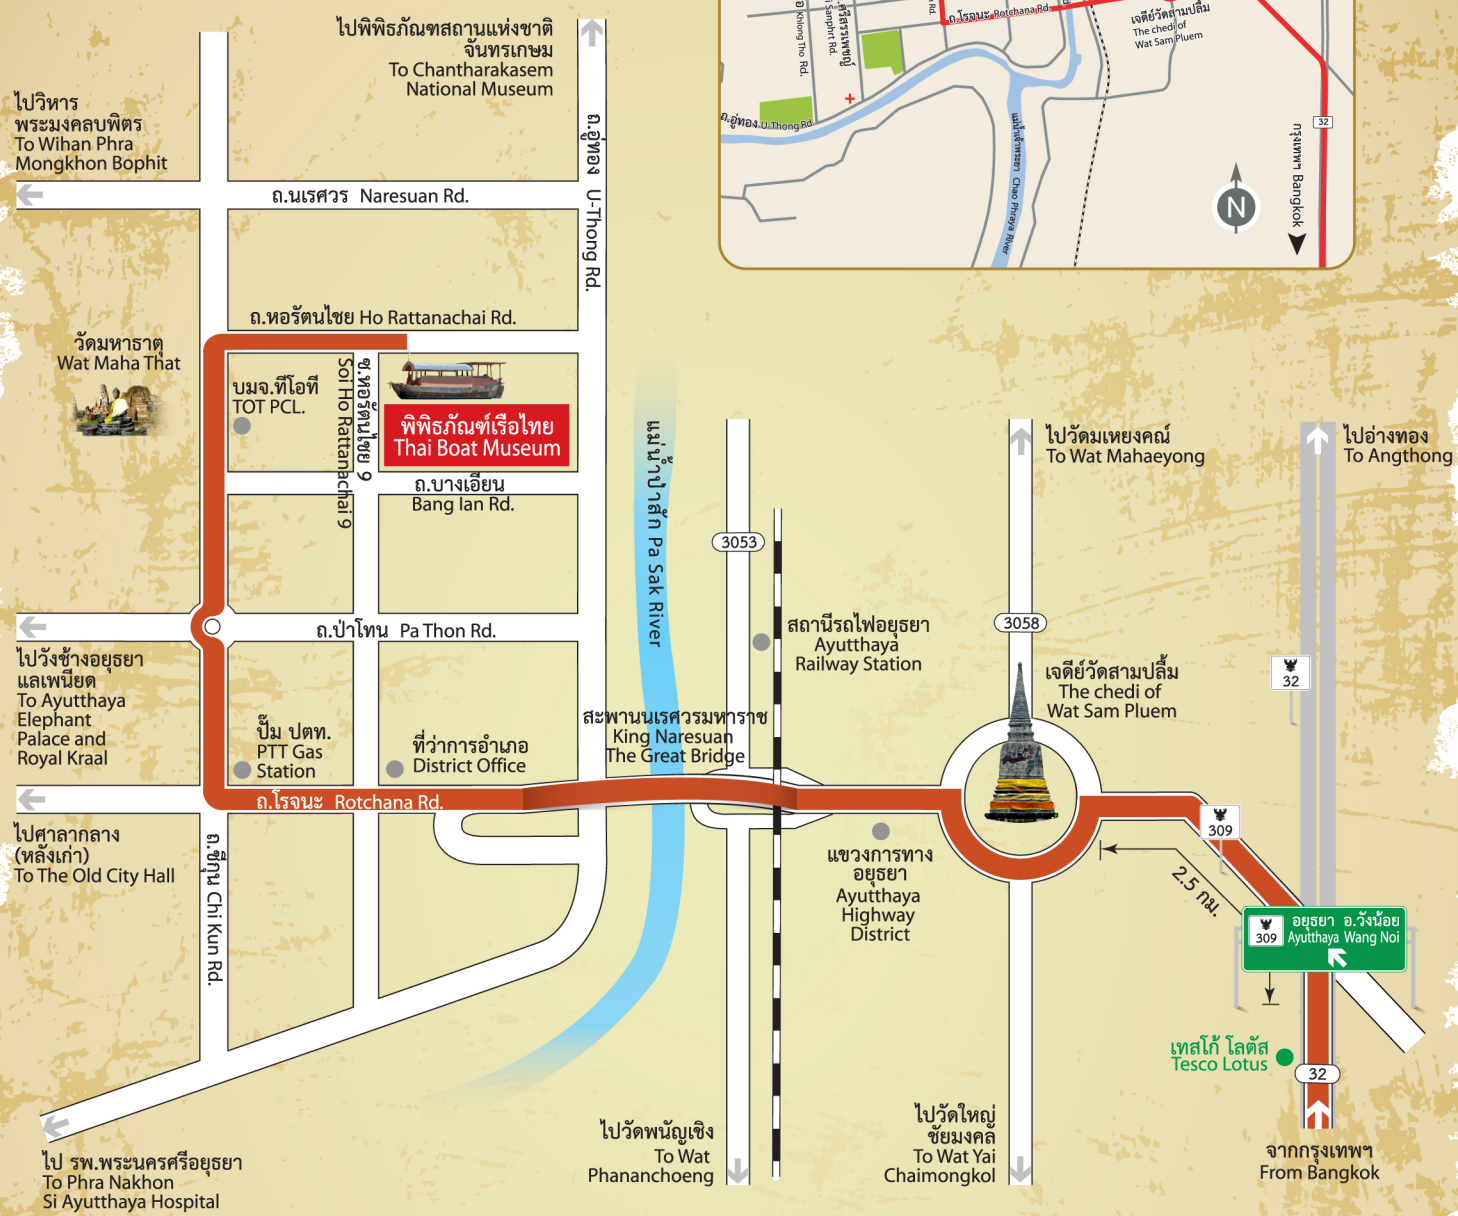 ไปพิพิธภัณฑสถานแห่งชาติ
จันทรเกษม
To Chantharakasem
National Museum
ไปวิหาร
พระมงคลบพิตร
To Wihan Phra
Mongkhon Bophit
ถ.นเรศวร Naresuan Rd.
ถ.อู่ทอง U-Thong Rd.
ถ.หอรัตนไชย Ho Rattanachai Rd.
วัดมหาธาตุ
Wat Maha That
บมจ.ทีโอที
TOT PCL.
ซ.หอรัตนไชย 9
Soi Ho Rattanachai 9
พิพิธภัณฑ์เรือไทย
Thai Boat Museum
ถ.บางเอียน
Bang Ian Rd.
ถ.ป่าโทน Pa Thon Rd.
ไปวังช้างอยุธยา
แลเพนียด
To Ayutthaya
Elephant
Palace and
Royal Kraal
ปั๊ม ปตท.
PTT Gas
Station
ที่ว่าการอำเภอ
District Office
ถ.โรจนะ Rotchana Rd.
ไปศาลากลาง
(หลังเก่า)
To The Old City Hall
ถ.ชีกุน Chi Kun Rd.
ไป รพ.พระนครศรีอยุธยา
To Phra Nakhon
Si Ayutthaya Hospital
แม่น้ำป่าสัก Pa Sak River
สะพานนเรศวรมหาราช
King Naresuan
The Great Bridge
3053
สถานีรถไฟอยุธยา
Ayutthaya
Railway Station
ไปวัดพนัญเชิง
To Wat
Phananchoeng
แขวงการทาง
อยุธยา
Ayutthaya
Highway
District
ไปวัดมเหยงคณ์
To Wat Mahaeyong
3058
เจดีย์วัดสามปลื้ม
The chedi of
Wat Sam Pluem
ไปวัดใหญ่
ชัยมงคล
To Wat Yai
Chaimongkol
ไปอ่างทอง
To Angthong
32
309
2.5 กม.
309
อยุธยา อ.วังน้อย
Ayutthaya Wang Noi
เทสโก้ โลตัส
Tesco Lotus
32
จากกรุงเทพฯ
From Bangkok
Khlong Tho Rd.
ศรีสรรเพชญ์
Sanphrt Rd.
Rd.
ถ.โรจนะ Rotchana Rd.
เจดีย์วัดสามปลื้ม
The chedi of
Wat Sam Pluem
ถ.อู่ทอง U Thong Rd.
แม่น้ำเจ้าพระยา Chao Phraya River
32
กรุงเทพฯ Bangkok
N